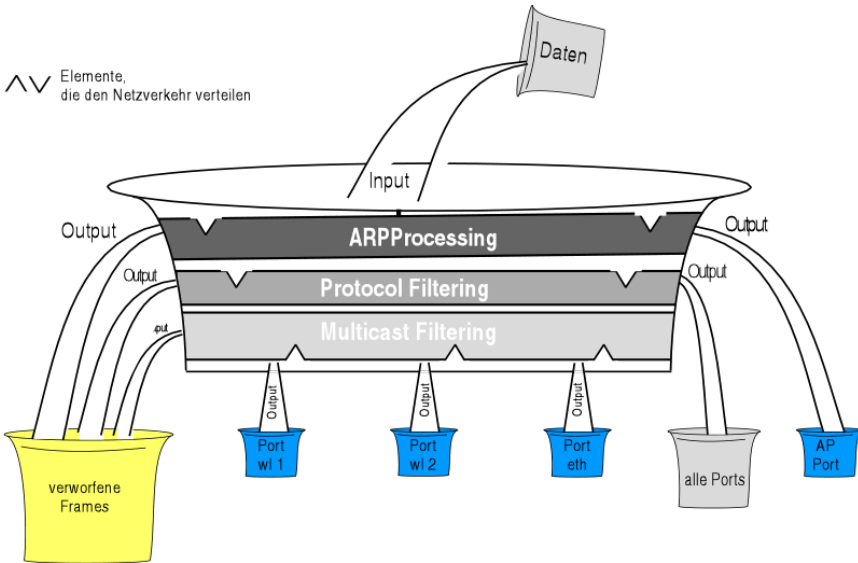 Daten
Elemente,
die den Netzverkehr verteilen
Input
Output
Output
ARPProcessing
Output
Output
Protocol Filtering
Multicast Filtering
Output
Output
Output
Port
wl 1
Port
wl 2
Port
eth
AP
Port
alle Ports
verworfene
Frames